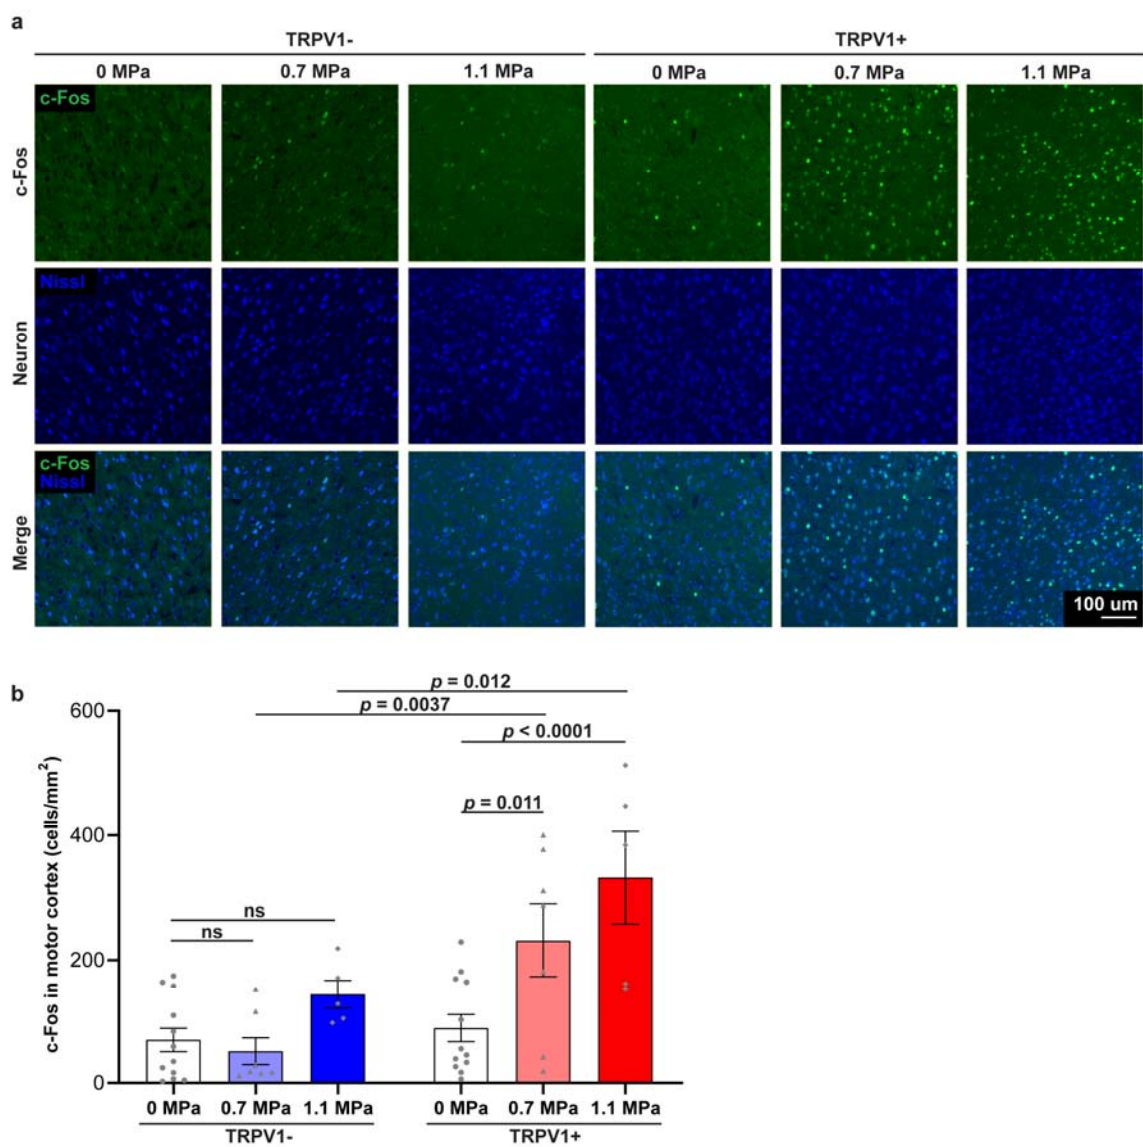 a
TRPV1- TRPV1+
0 MPa 0.7 MPa 1.1 MPa 0 MPa 0.7 MPa 1.1 MPa
c-Fos
c-Fos
Nissl
Neuron
c-Fos
Nissl
Merge
100 um
b
p = 0.012
p = 0.0037
p < 0.0001
p = 0.011
ns
ns
c-Fos in motor cortex (cells/mm²)
600
400
200
0
0 MPa 0.7 MPa 1.1 MPa 0 MPa 0.7 MPa 1.1 MPa
TRPV1- TRPV1+